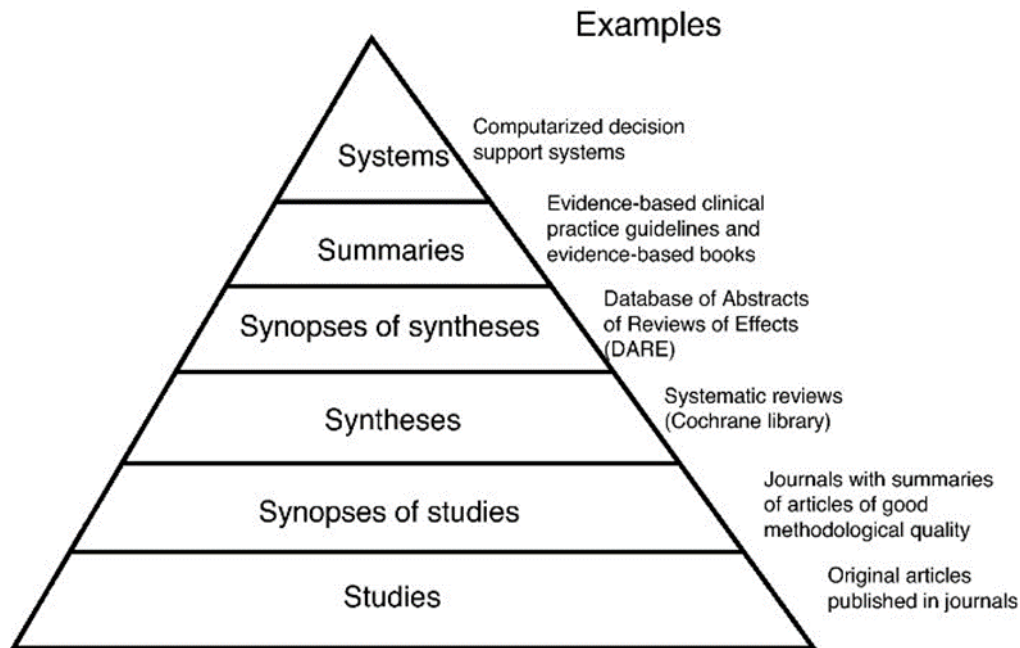 Examples
Systems
Computarized decision
support systems
Summaries
Evidence-based clinical
practice guidelines and
evidence-based books
Synopses of syntheses
Database of Abstracts
of Reviews of Effects
(DARE)
Syntheses
Systematic reviews
(Cochrane library)
Synopses of studies
Journals with summaries
of articles of good
methodological quality
Studies
Original articles
published in journals